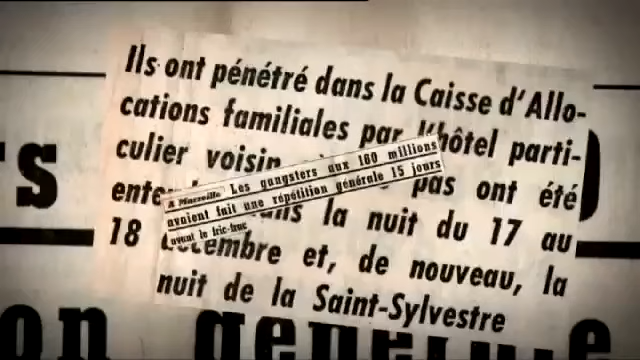 Ils ont pénétré dans la Caisse d'Allo-
cations familiales par l'hôtel parti-
culier voisin
pas ont été
la nuit du 17 au
18 décembre et, de nouveau, la
nuit de la Saint-Sylvestre
A Marseille Les gangsters aux 160 millions
avaient fait une répétition générale 15 jours
avant le fric-frac
on générale